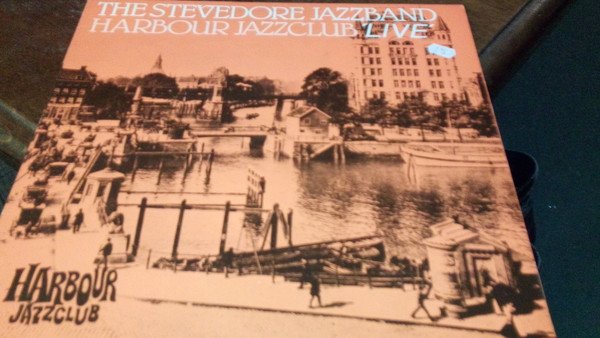 THE STEVEDORE JAZZBAND
HARBOUR JAZZCLUB 'LIVE'
HARBOUR
JAZZCLUB